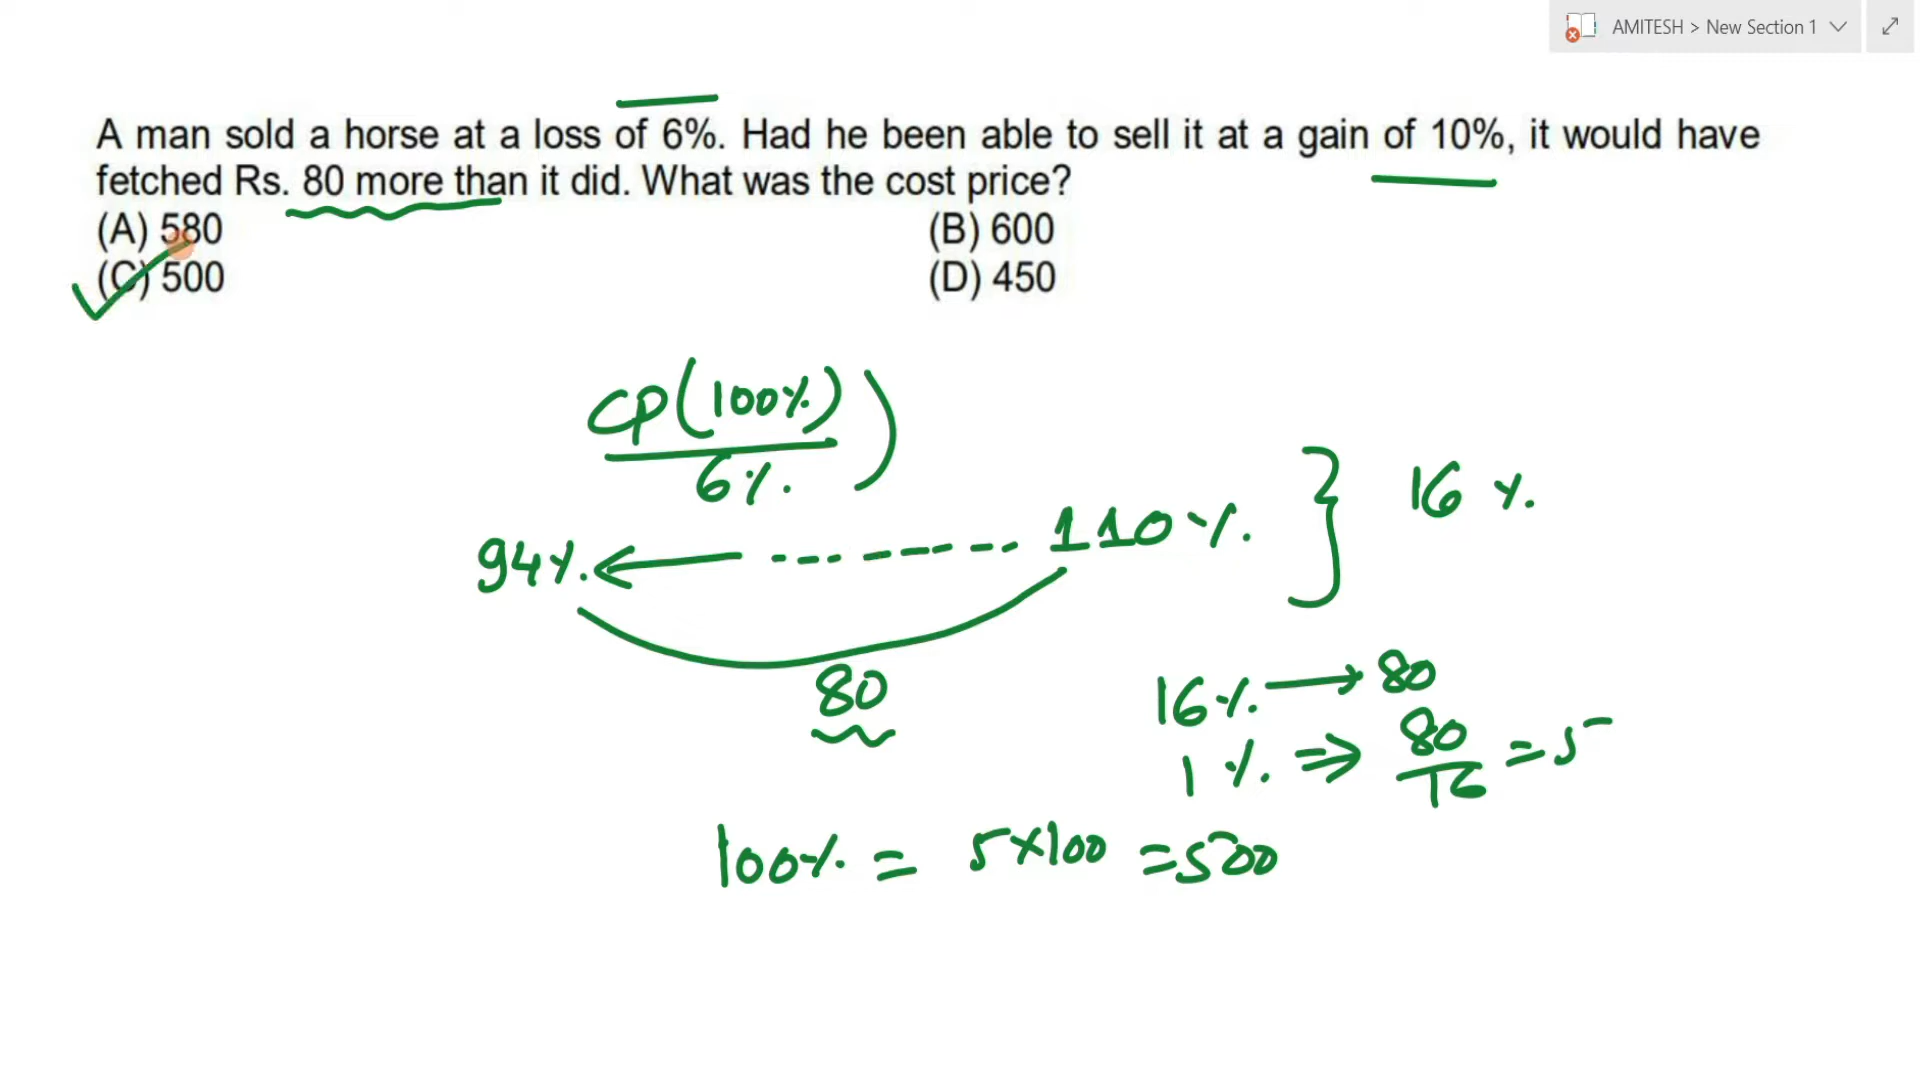 AMITESH > New Section 1
A man sold a horse at a loss of 6%. Had he been able to sell it at a gain of 10%, it would have
fetched Rs. 80 more than it did. What was the cost price?
(A) 580 (B) 600
(C) 500 (D) 450
CP(100%)
6%.
94%. 110%. } 16 %.
80
16%. → 80
1 %. ⇒ 80/16 = 5
100% = 5×100 = 500